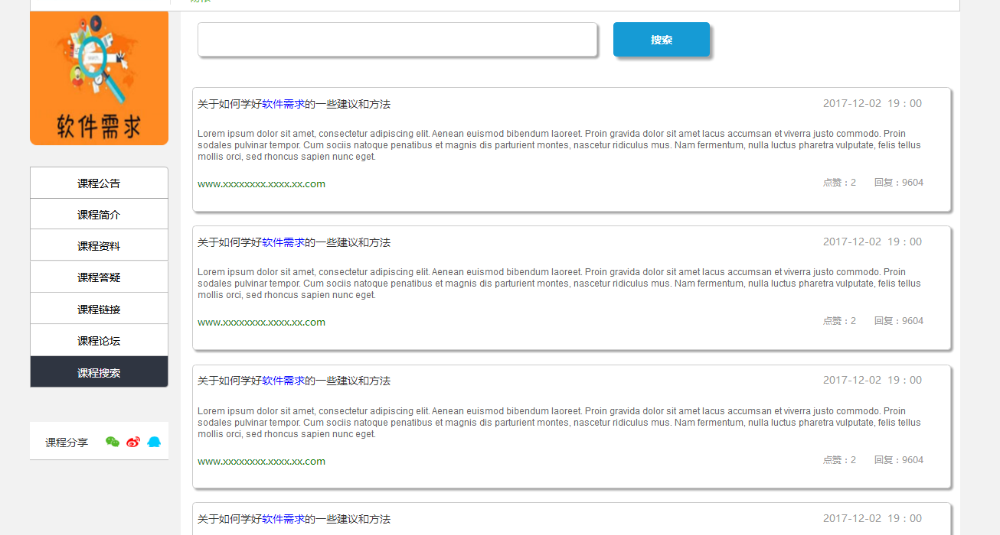 搜索
软件需求
课程公告
课程简介
课程资料
课程答疑
课程链接
课程论坛
课程搜索
课程分享
关于如何学好软件需求的一些建议和方法
2017-12-02 19：00
Lorem ipsum dolor sit amet, consectetur adipiscing elit. Aenean euismod bibendum laoreet. Proin gravida dolor sit amet lacus accumsan et viverra justo commodo. Proin
sodales pulvinar tempor. Cum sociis natoque penatibus et magnis dis parturient montes, nascetur ridiculus mus. Nam fermentum, nulla luctus pharetra vulputate, felis tellus
mollis orci, sed rhoncus sapien nunc eget.
www.xxxxxxxx.xxxx.xx.com
点赞：2 回复：9604
关于如何学好软件需求的一些建议和方法
2017-12-02 19：00
Lorem ipsum dolor sit amet, consectetur adipiscing elit. Aenean euismod bibendum laoreet. Proin gravida dolor sit amet lacus accumsan et viverra justo commodo. Proin
sodales pulvinar tempor. Cum sociis natoque penatibus et magnis dis parturient montes, nascetur ridiculus mus. Nam fermentum, nulla luctus pharetra vulputate, felis tellus
mollis orci, sed rhoncus sapien nunc eget.
www.xxxxxxxx.xxxx.xx.com
点赞：2 回复：9604
关于如何学好软件需求的一些建议和方法
2017-12-02 19：00
Lorem ipsum dolor sit amet, consectetur adipiscing elit. Aenean euismod bibendum laoreet. Proin gravida dolor sit amet lacus accumsan et viverra justo commodo. Proin
sodales pulvinar tempor. Cum sociis natoque penatibus et magnis dis parturient montes, nascetur ridiculus mus. Nam fermentum, nulla luctus pharetra vulputate, felis tellus
mollis orci, sed rhoncus sapien nunc eget.
www.xxxxxxxx.xxxx.xx.com
点赞：2 回复：9604
关于如何学好软件需求的一些建议和方法
2017-12-02 19：00